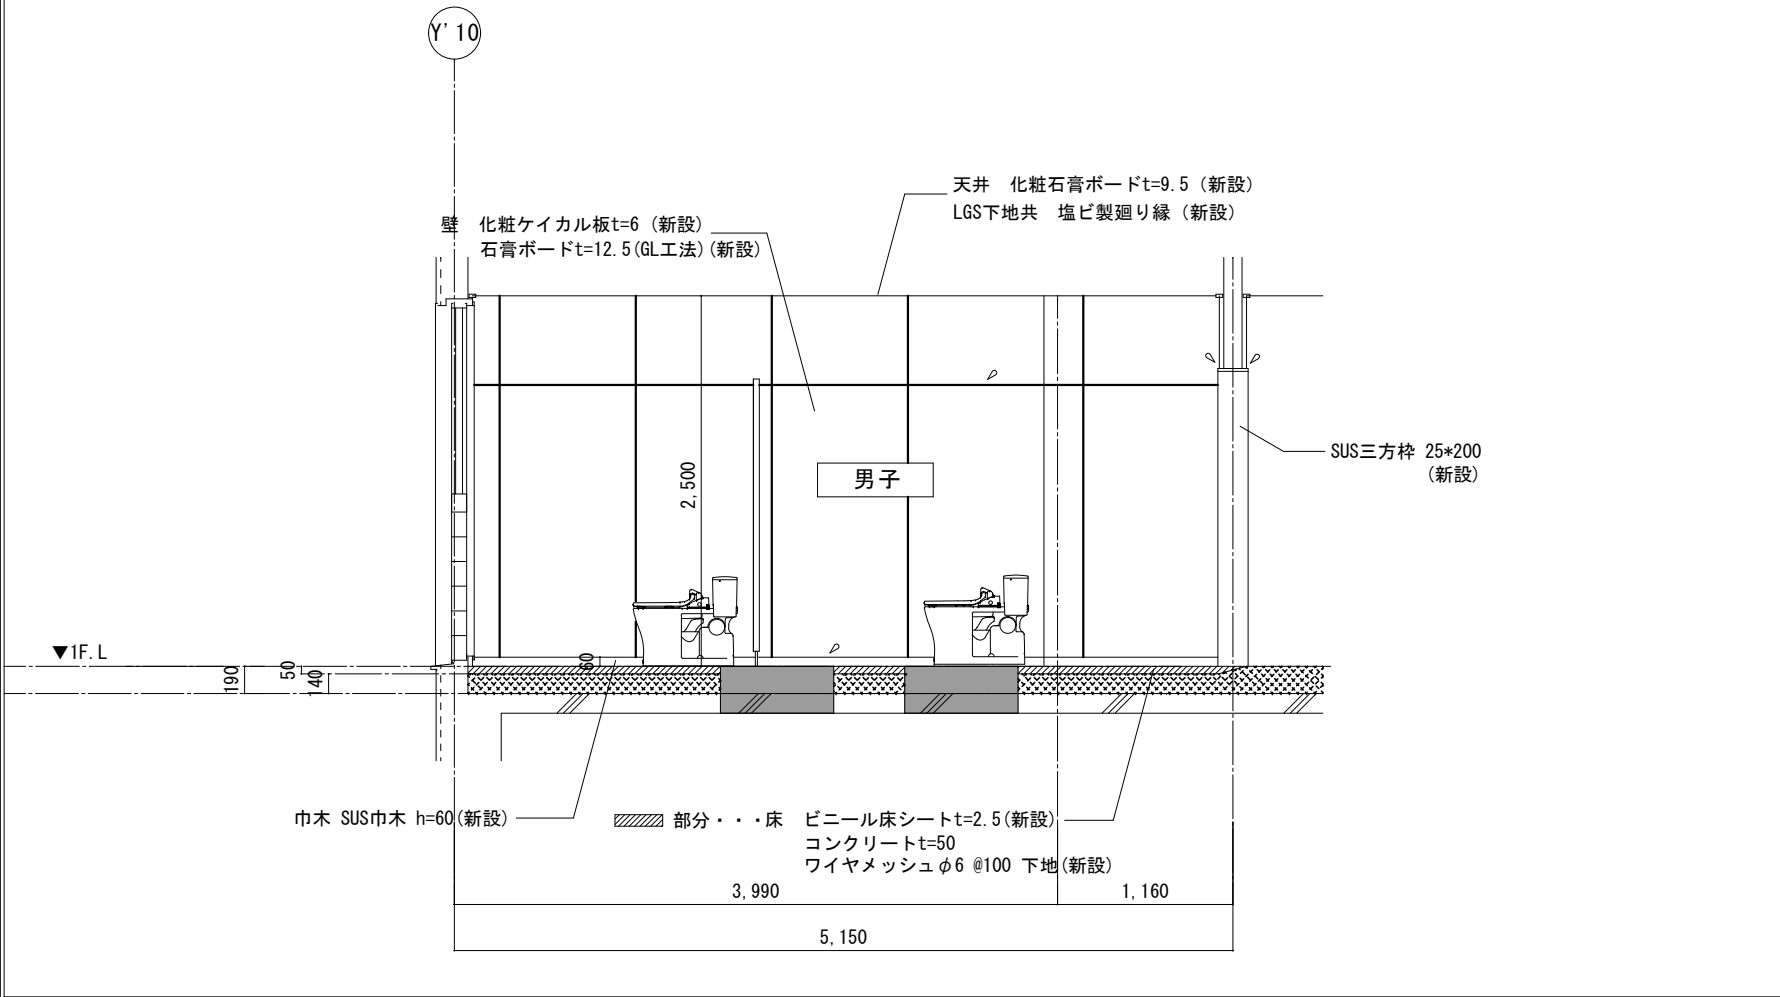 Y'10
天井　化粧石膏ボードt=9.5（新設）
LGS下地共　塩ビ製廻り縁（新設）
壁　化粧ケイカル板t=6（新設）
石膏ボードt=12.5(GL工法)(新設)
SUS三方枠 25*200
(新設)
2,500
男子
▼1F.L
190
50
140
60
巾木 SUS巾木 h=60(新設)
部分・・・床　ビニール床シートt=2.5(新設)
コンクリートt=50
ワイヤメッシュφ6 @100 下地(新設)
3,990
1,160
5,150